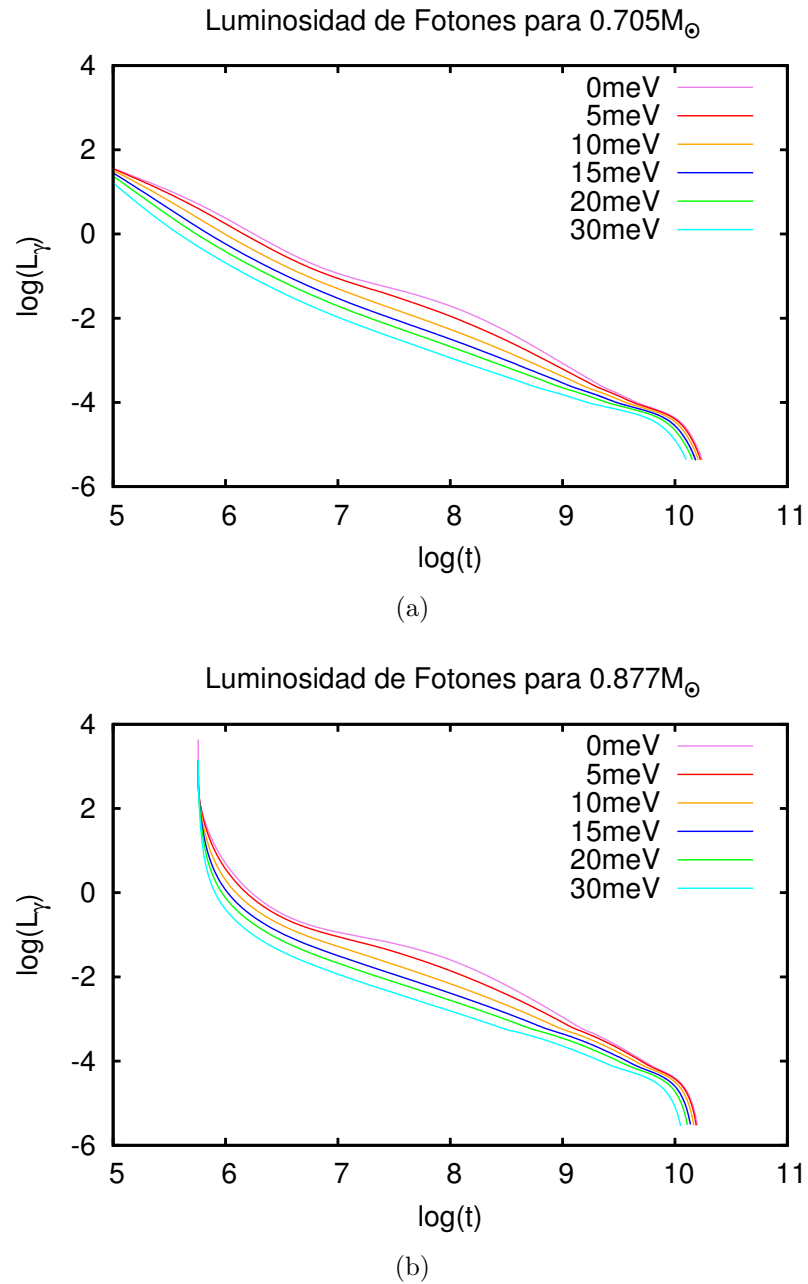 Luminosidad de Fotones para 0.705M⊙
4
2
0
-2
-4
-6
log(Lγ)
0meV
5meV
10meV
15meV
20meV
30meV
5 6 7 8 9 10 11
log(t)
(a)
Luminosidad de Fotones para 0.877M⊙
4
2
0
-2
-4
-6
log(Lγ)
0meV
5meV
10meV
15meV
20meV
30meV
5 6 7 8 9 10 11
log(t)
(b)